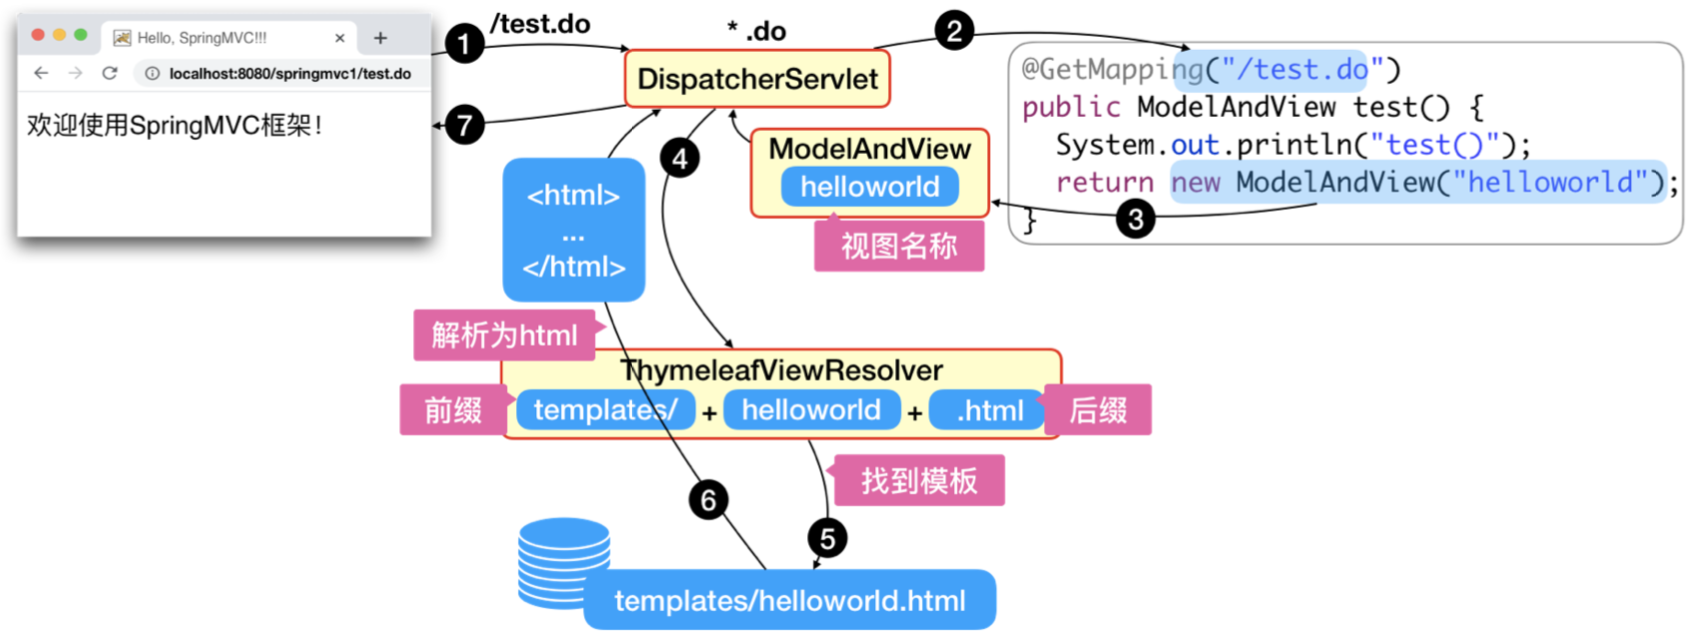 Hello, SpringMVC!!!
localhost:8080/springmvc1/test.do
欢迎使用SpringMVC框架!
1
/test.do
* .do
DispatcherServlet
2
@GetMapping("/test.do")
public ModelAndView test() {
System.out.println("test()");
return new ModelAndView("helloworld");
}
3
ModelAndView
helloworld
视图名称
7
4
<html>
...
</html>
解析为html
ThymeleafViewResolver
前缀
templates/ + helloworld + .html
后缀
找到模板
6
5
templates/helloworld.html